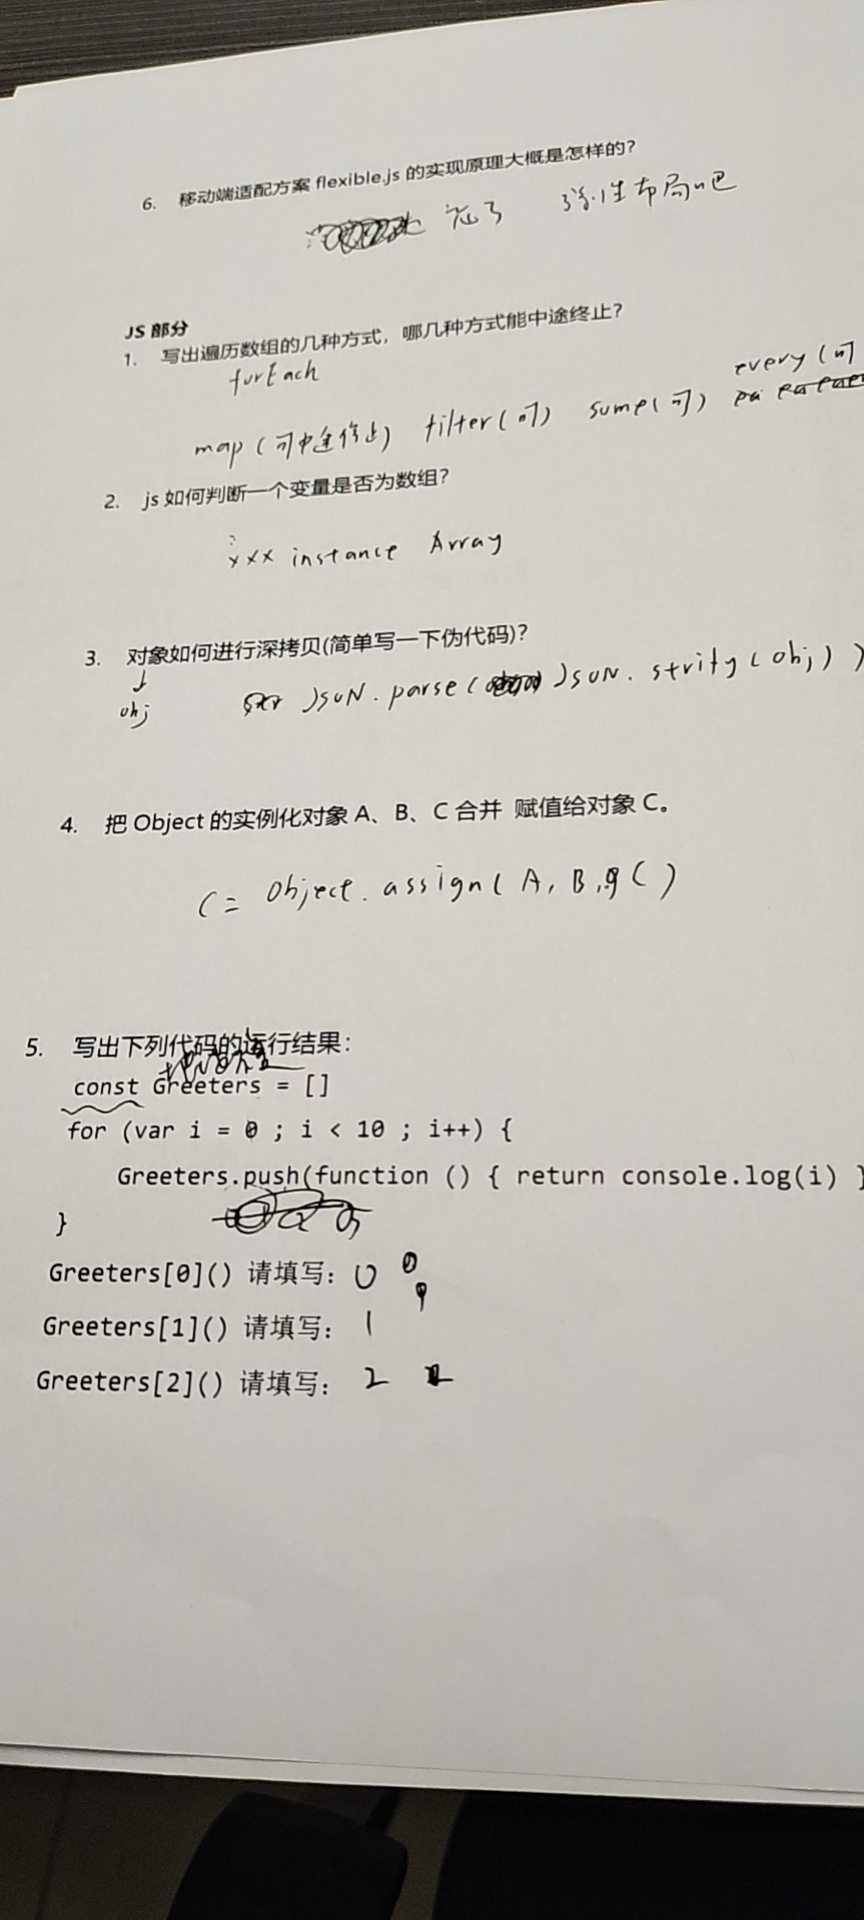 6. 移动端适配方案 flexible.js 的实现原理大概是怎样的?
忘了 弹性布局吧
JS 部分
1. 写出遍历数组的几种方式，哪几种方式能中途终止?
forEach
map (可中途停止) filter (可) some (可) every (可
2. js 如何判断一个变量是否为数组?
xxx instance Array
3. 对象如何进行深拷贝(简单写一下伪代码)?
obj JSON.parse( JSON.strify(obj))
4. 把 Object 的实例化对象 A、B、C 合并 赋值给对象 C。
C = Object.assign( A, B, C )
5. 写出下列代码的运行结果:
const Greeters = []
for (var i = 0 ; i < 10 ; i++) {
Greeters.push(function () { return console.log(i) }
}
Greeters[0]() 请填写: 0 0
Greeters[1]() 请填写: 1
Greeters[2]() 请填写: 2